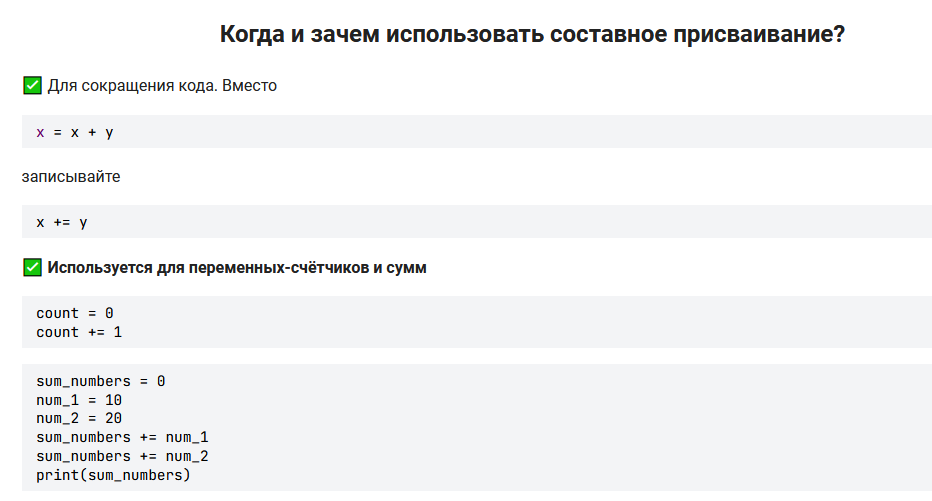 Когда и зачем использовать составное присваивание?
✅ Для сокращения кода. Вместо
x = x + y
записывайте
x += y
✅ Используется для переменных-счётчиков и сумм
count = 0
count += 1
sum_numbers = 0
num_1 = 10
num_2 = 20
sum_numbers += num_1
sum_numbers += num_2
print(sum_numbers)